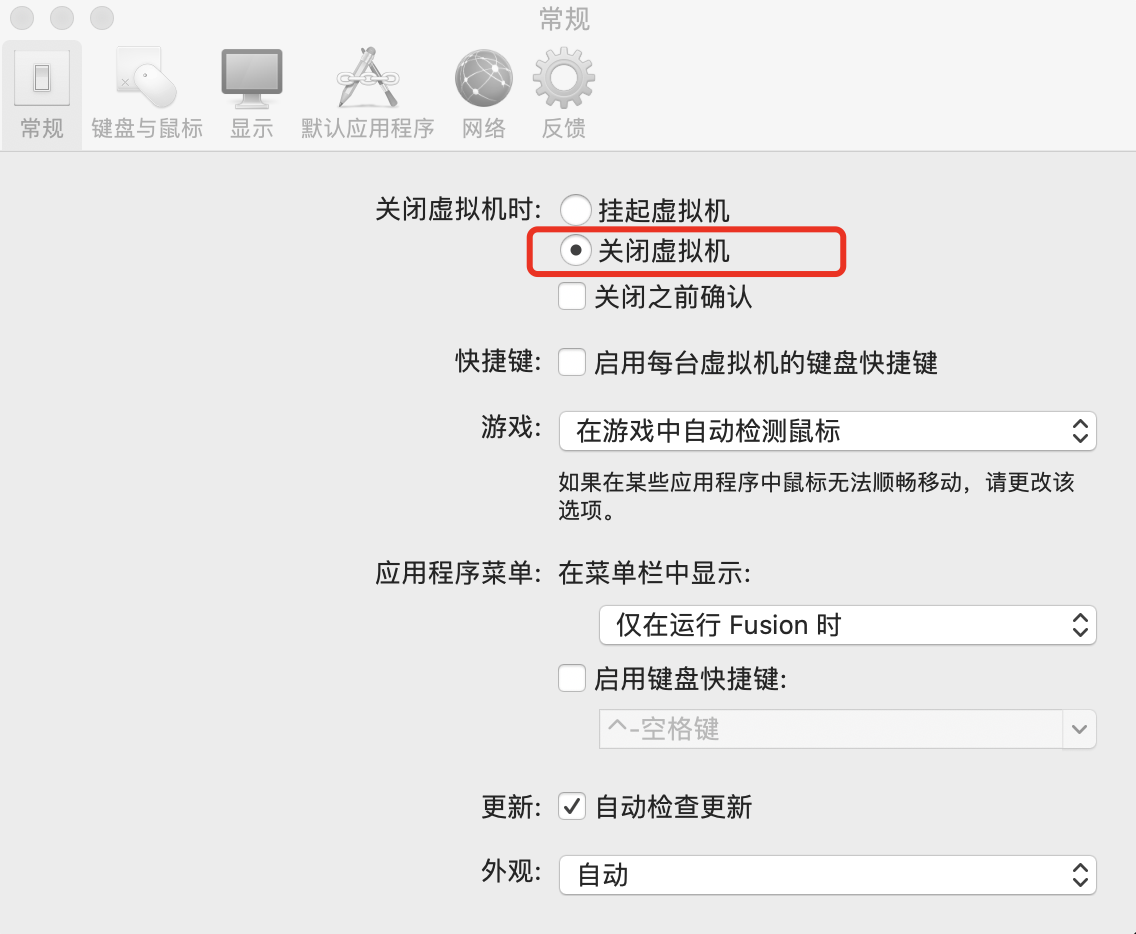 常规
常规
键盘与鼠标
显示
默认应用程序
网络
反馈
关闭虚拟机时:
挂起虚拟机
关闭虚拟机
关闭之前确认
快捷键:
启用每台虚拟机的键盘快捷键
游戏:
在游戏中自动检测鼠标
如果在某些应用程序中鼠标无法顺畅移动，请更改该
选项。
应用程序菜单:
在菜单栏中显示:
仅在运行 Fusion 时
启用键盘快捷键:
^-空格键
更新:
自动检查更新
外观:
自动